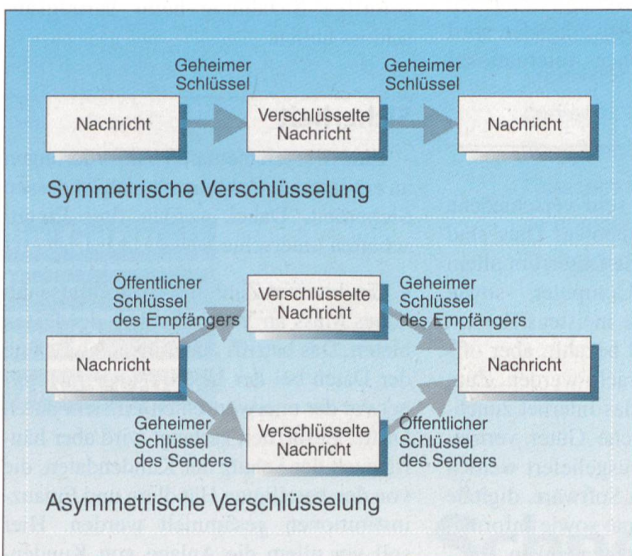 Geheimer
Schlüssel
Geheimer
Schlüssel
Nachricht
Verschlüsselte
Nachricht
Nachricht
Symmetrische Verschlüsselung
Öffentlicher
Schlüssel
des Empfängers
Verschlüsselte
Nachricht
Geheimer
Schlüssel
des Empfängers
Nachricht
Nachricht
Geheimer
Schlüssel
des Senders
Verschlüsselte
Nachricht
Öffentlicher
Schlüssel
des Senders
Asymmetrische Verschlüsselung